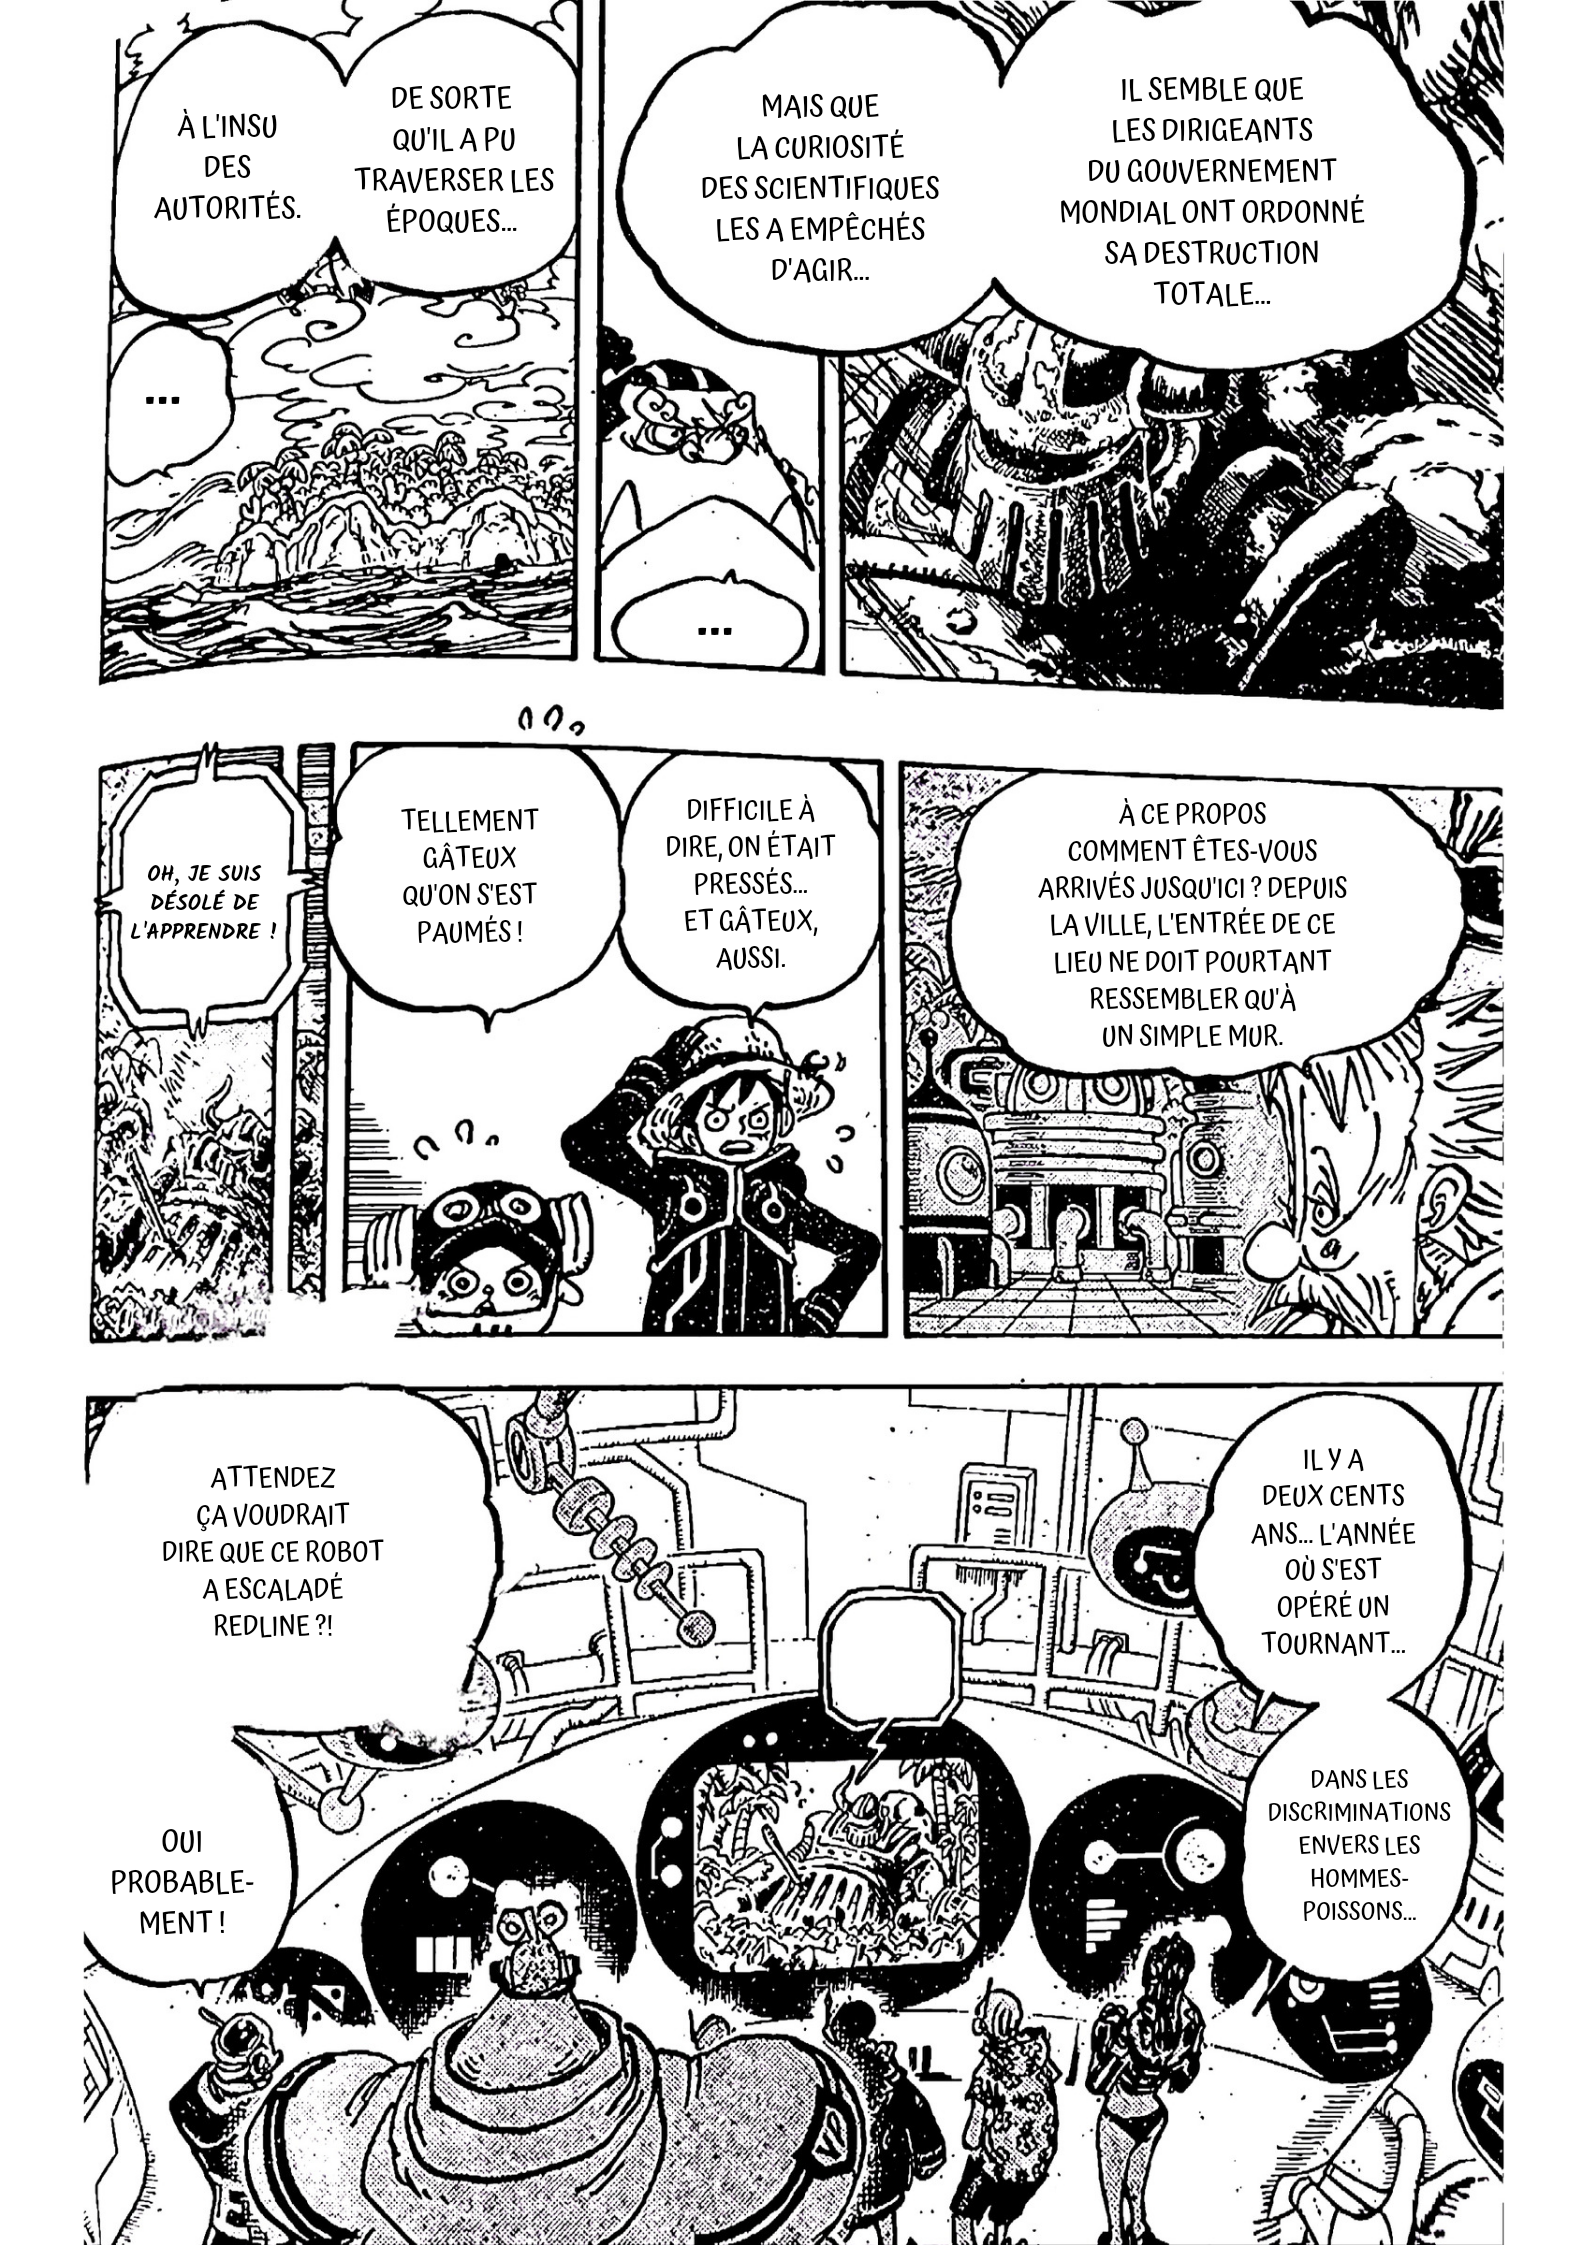 IL SEMBLE QUE
LES DIRIGEANTS
DU GOUVERNEMENT
MONDIAL ONT ORDONNÉ
SA DESTRUCTION
TOTALE...
MAIS QUE
LA CURIOSITÉ
DES SCIENTIFIQUES
LES A EMPÊCHÉS
D'AGIR...
...
DE SORTE
QU'IL A PU
TRAVERSER LES
ÉPOQUES...
À L'INSU
DES
AUTORITÉS.
...
À CE PROPOS
COMMENT ÊTES-VOUS
ARRIVÉS JUSQU'ICI ? DEPUIS
LA VILLE, L'ENTRÉE DE CE
LIEU NE DOIT POURTANT
RESSEMBLER QU'À
UN SIMPLE MUR.
DIFFICILE À
DIRE, ON ÉTAIT
PRESSÉS...
ET GÂTEUX,
AUSSI.
TELLEMENT
GÂTEUX
QU'ON S'EST
PAUMÉS !
OH, JE SUIS
DÉSOLÉ DE
L'APPRENDRE !
IL Y A
DEUX CENTS
ANS... L'ANNÉE
OÙ S'EST
OPÉRÉ UN
TOURNANT...
DANS LES
DISCRIMINATIONS
ENVERS LES
HOMMES-
POISSONS...
ATTENDEZ
ÇA VOUDRAIT
DIRE QUE CE ROBOT
A ESCALADÉ
REDLINE ?!
OUI
PROBABLE-
MENT !